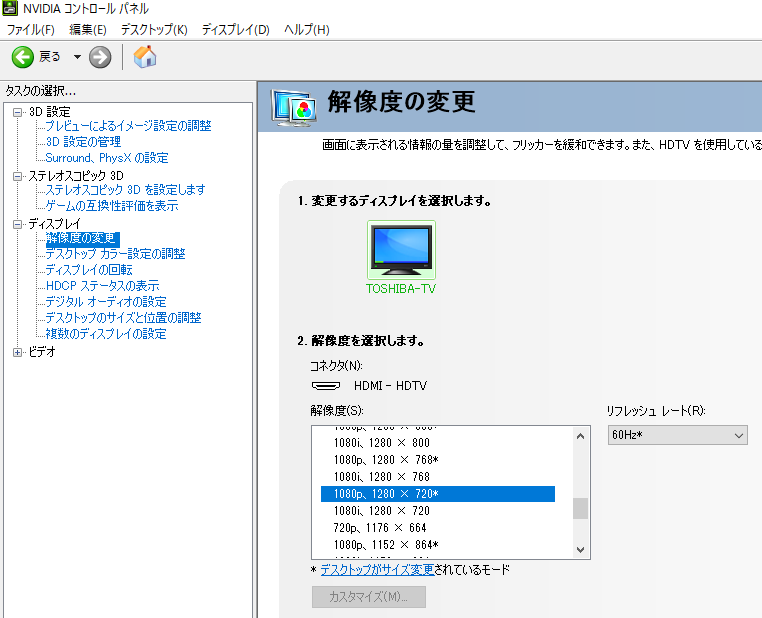 NVIDIA コントロール パネル
ファイル(F) 編集(E) デスクトップ(K) ディスプレイ(D) ヘルプ(H)
戻る
タスクの選択...
3D 設定
プレビューによるイメージ設定の調整
3D 設定の管理
Surround、PhysX の設定
ステレオスコピック 3D
ステレオスコピック 3D を設定します
ゲームの互換性評価を表示
ディスプレイ
解像度の変更
デスクトップ カラー設定の調整
ディスプレイの回転
HDCP ステータスの表示
デジタル オーディオの設定
デスクトップのサイズと位置の調整
複数のディスプレイの設定
ビデオ
解像度の変更
画面に表示される情報の量を調整して、フリッカーを緩和できます。また、HDTV を使用している
1. 変更するディスプレイを選択します。
TOSHIBA-TV
2. 解像度を選択します。
コネクタ(N):
HDMI - HDTV
解像度(S):
リフレッシュ レート(R):
60Hz*
1080i、1280 × 800
1080p、1280 × 768*
1080i、1280 × 768
1080p、1280 × 720*
1080i、1280 × 720
720p、1176 × 664
1080p、1152 × 864*
* デスクトップがサイズ変更されているモード
カスタマイズ(M)...